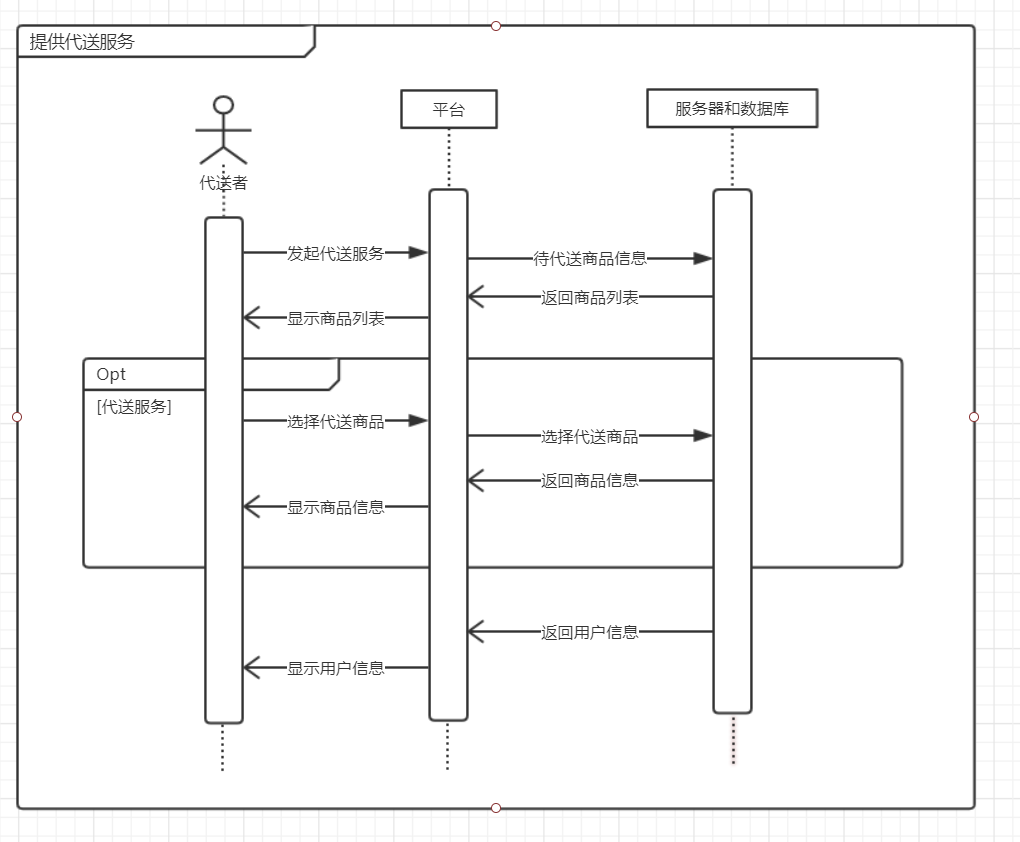 提供代送服务
平台
服务器和数据库
代送者
发起代送服务
待代送商品信息
返回商品列表
显示商品列表
Opt
[代送服务]
选择代送商品
选择代送商品
返回商品信息
显示商品信息
返回用户信息
显示用户信息